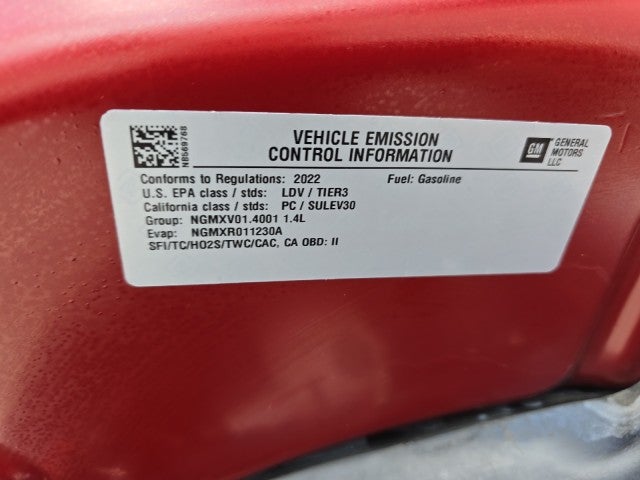 VEHICLE EMISSION
CONTROL INFORMATION
NB569768
GM
GENERAL
MOTORS
LLC
Conforms to Regulations: 2022 Fuel: Gasoline
U.S. EPA class / stds: LDV / TIER3
California class / stds: PC / SULEV30
Group: NGMXV01.4001 1.4L
Evap: NGMXR011230A
SFI/TC/HO2S/TWC/CAC, CA OBD: II